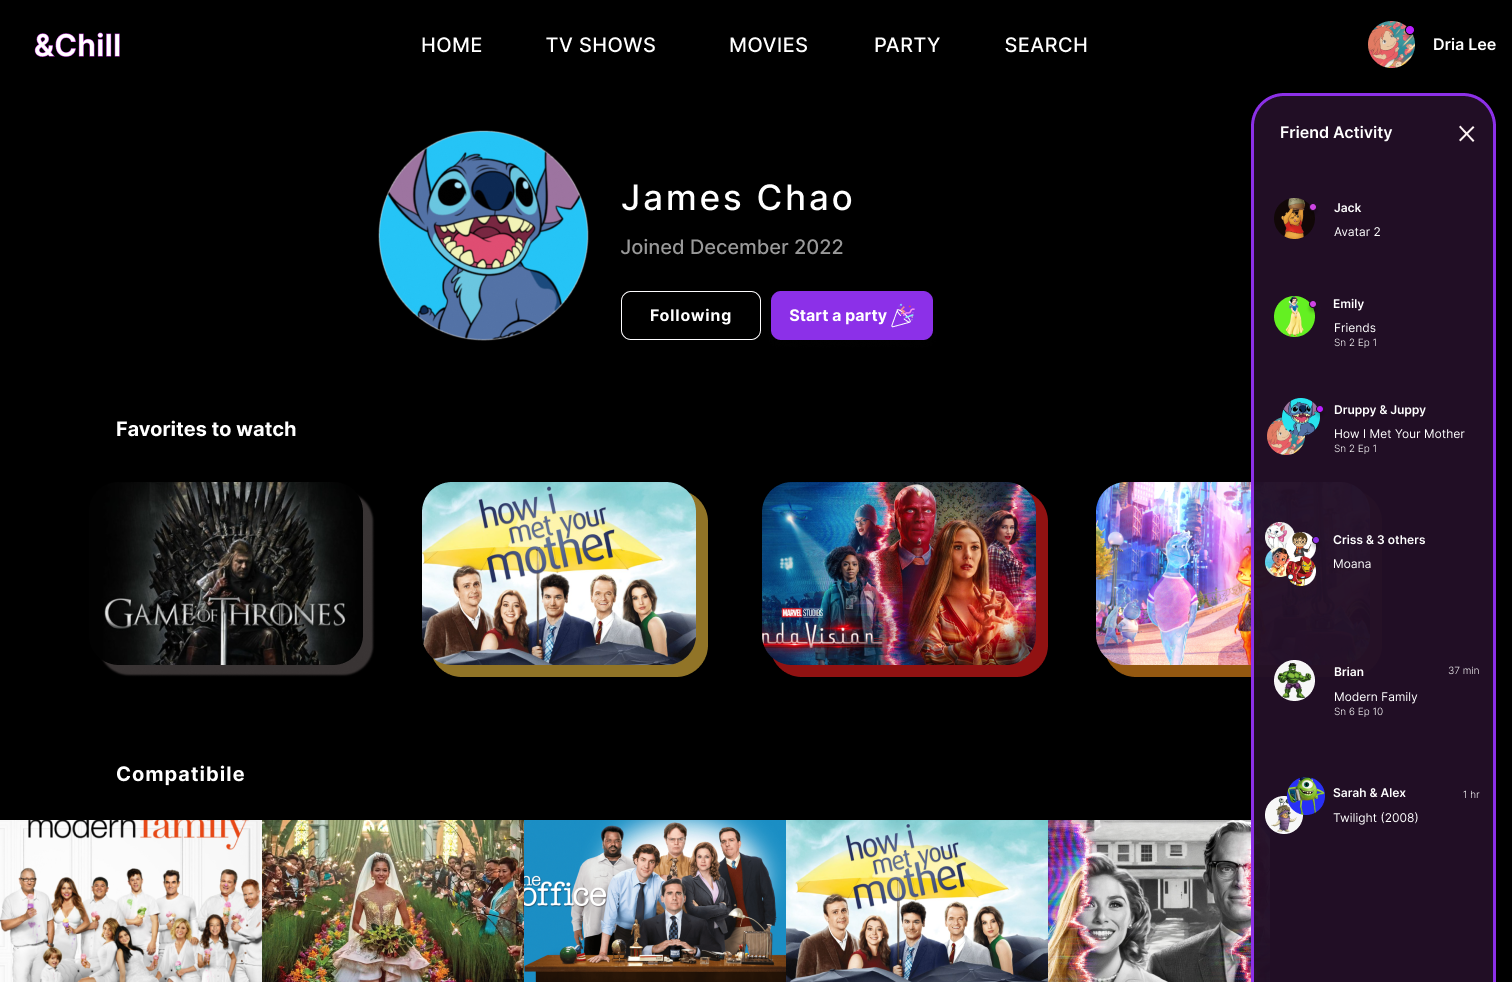 &Chill
HOME
TV SHOWS
MOVIES
PARTY
SEARCH
Dria Lee
James Chao
Joined December 2022
Following
Start a party
Friend Activity
Jack
Avatar 2
Emily
Friends
Sn 2 Ep 1
Druppy & Juppy
How I Met Your Mother
Sn 2 Ep 1
Criss & 3 others
Moana
Brian
37 min
Modern Family
Sn 6 Ep 10
Sarah & Alex
1 hr
Twilight (2008)
Favorites to watch
GAME OF THRONES
how i
met your
mother
MARVEL STUDIOS
ndaVision
Compatibile
modern family
he
office
how i
met your
mother